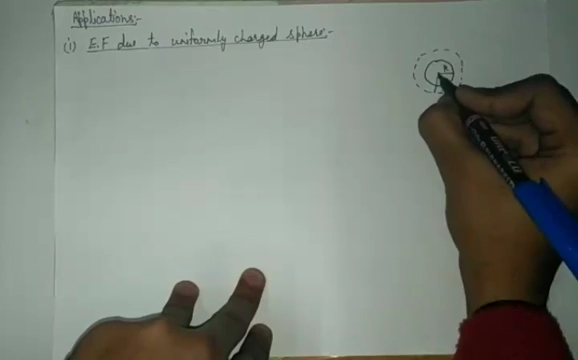 Applications:-
(i) E.F due to uniformly charged sphere:-
R